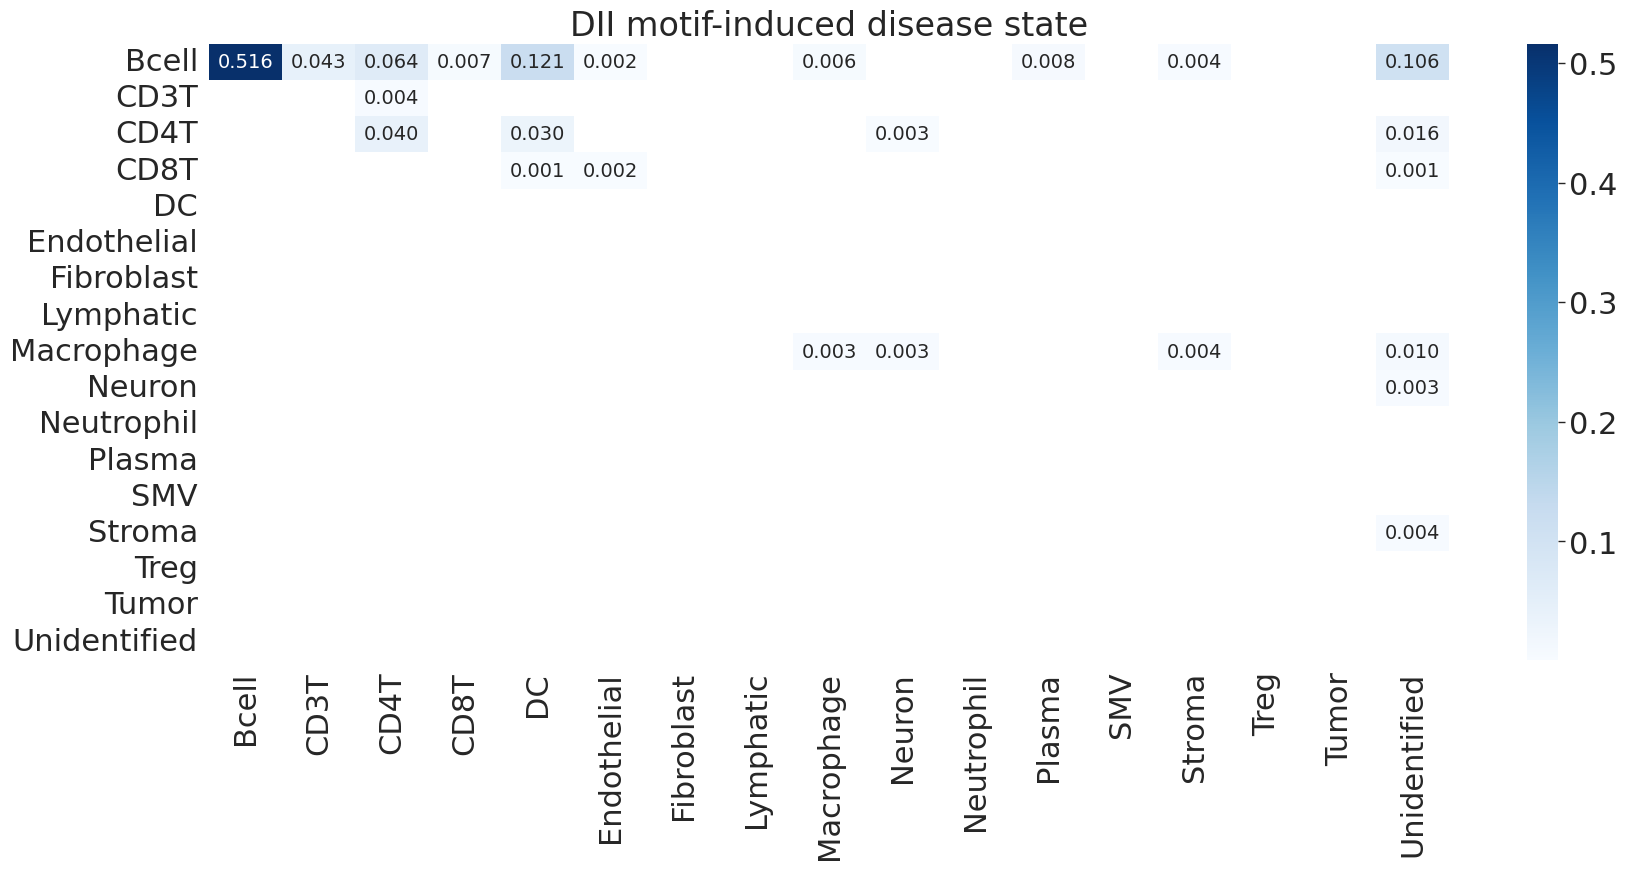 DII motif-induced disease state
Bcell 0.516 0.043 0.064 0.007 0.121 0.002 0.006 0.008 0.004 0.106
CD3T 0.004
CD4T 0.040 0.030 0.003 0.016
CD8T 0.001 0.002 0.001
DC
Endothelial
Fibroblast
Lymphatic
Macrophage 0.003 0.003 0.004 0.010
Neuron 0.003
Neutrophil
Plasma
SMV
Stroma 0.004
Treg
Tumor
Unidentified
Bcell CD3T CD4T CD8T DC Endothelial Fibroblast Lymphatic Macrophage Neuron Neutrophil Plasma SMV Stroma Treg Tumor Unidentified
0.5
0.4
0.3
0.2
0.1